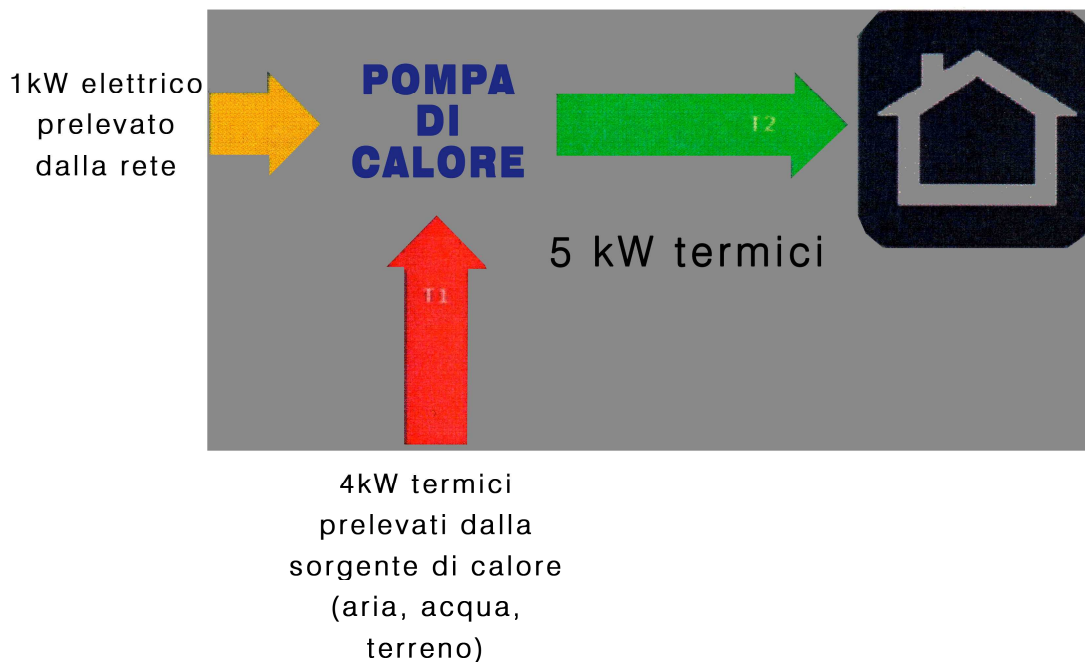 1kW elettrico
prelevato
dalla rete
POMPA
DI
CALORE
T2
5 kW termici
T1
4kW termici
prelevati dalla
sorgente di calore
(aria, acqua,
terreno)